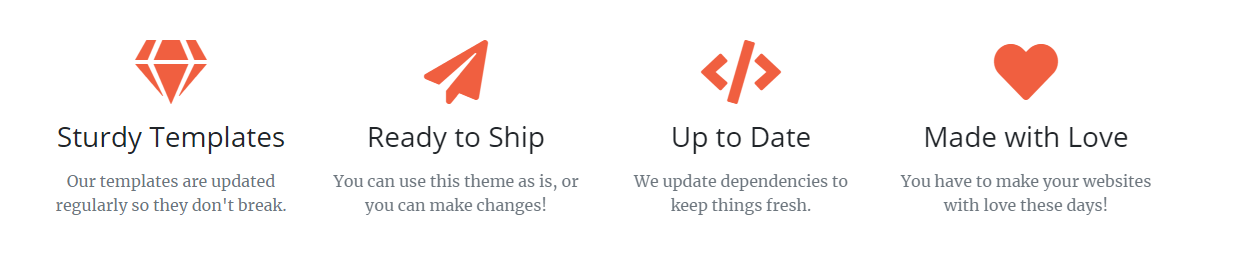 Sturdy Templates
Our templates are updated
regularly so they don't break.
Ready to Ship
You can use this theme as is, or
you can make changes!
Up to Date
We update dependencies to
keep things fresh.
Made with Love
You have to make your websites
with love these days!